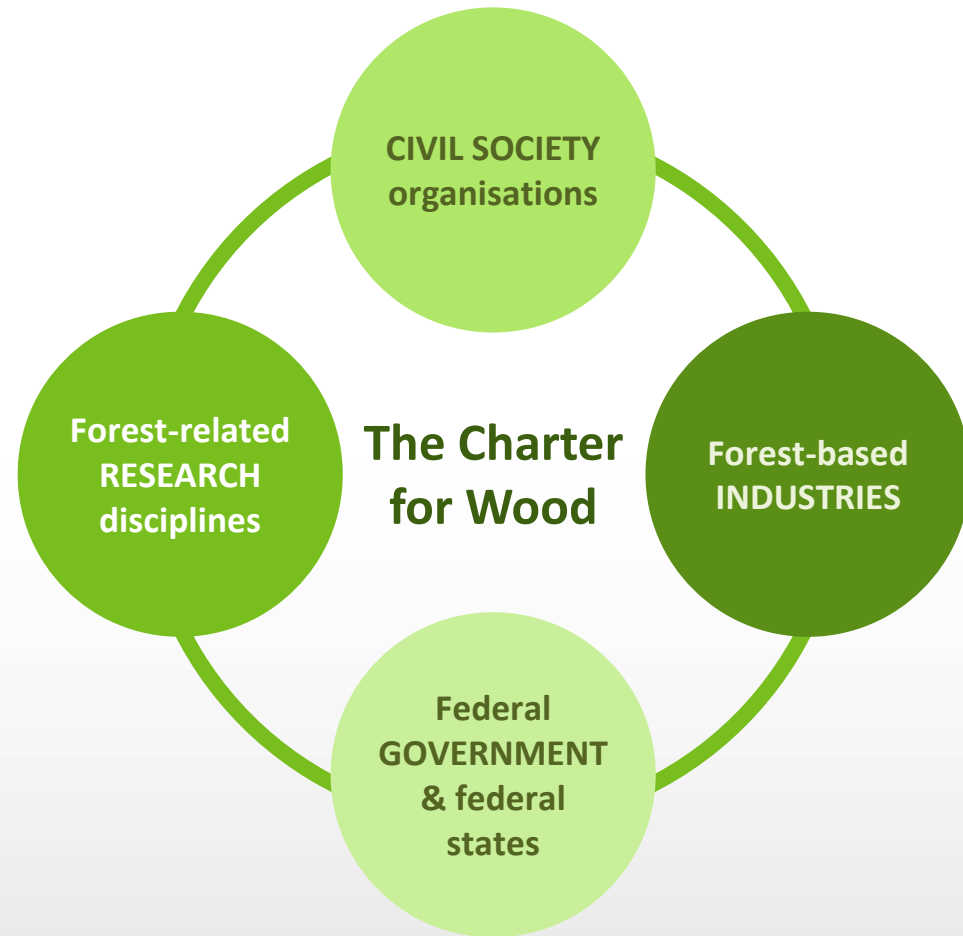 CIVIL SOCIETY
organisations
Forest-related
RESEARCH
disciplines
The Charter
for Wood
Forest-based
INDUSTRIES
Federal
GOVERNMENT
& federal
states